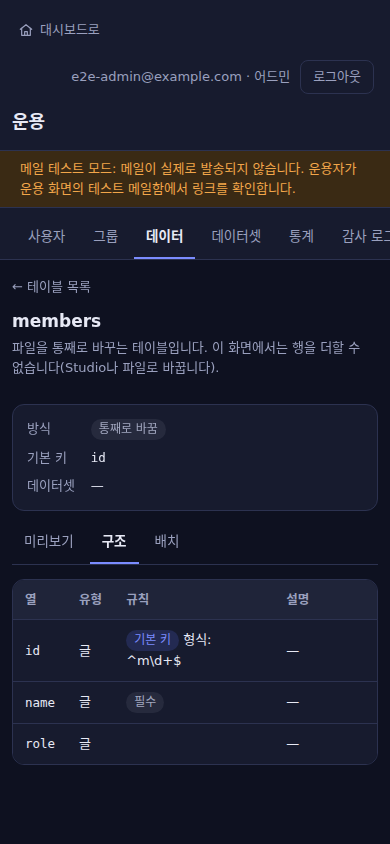 대시보드로
e2e-admin@example.com · 어드민
로그아웃
운용
메일 테스트 모드: 메일이 실제로 발송되지 않습니다. 운용자가
운용 화면의 테스트 메일함에서 링크를 확인합니다.
사용자 그룹 데이터 데이터셋 통계 감사 로그
← 테이블 목록
members
파일을 통째로 바꾸는 테이블입니다. 이 화면에서는 행을 더할 수
없습니다(Studio나 파일로 바꿉니다).
방식 통째로 바꿈
기본 키 id
데이터셋 —
미리보기 구조 배치
열 유형 규칙 설명
id 글 기본 키 형식: —
^m\d+$
name 글 필수 —
role 글 —